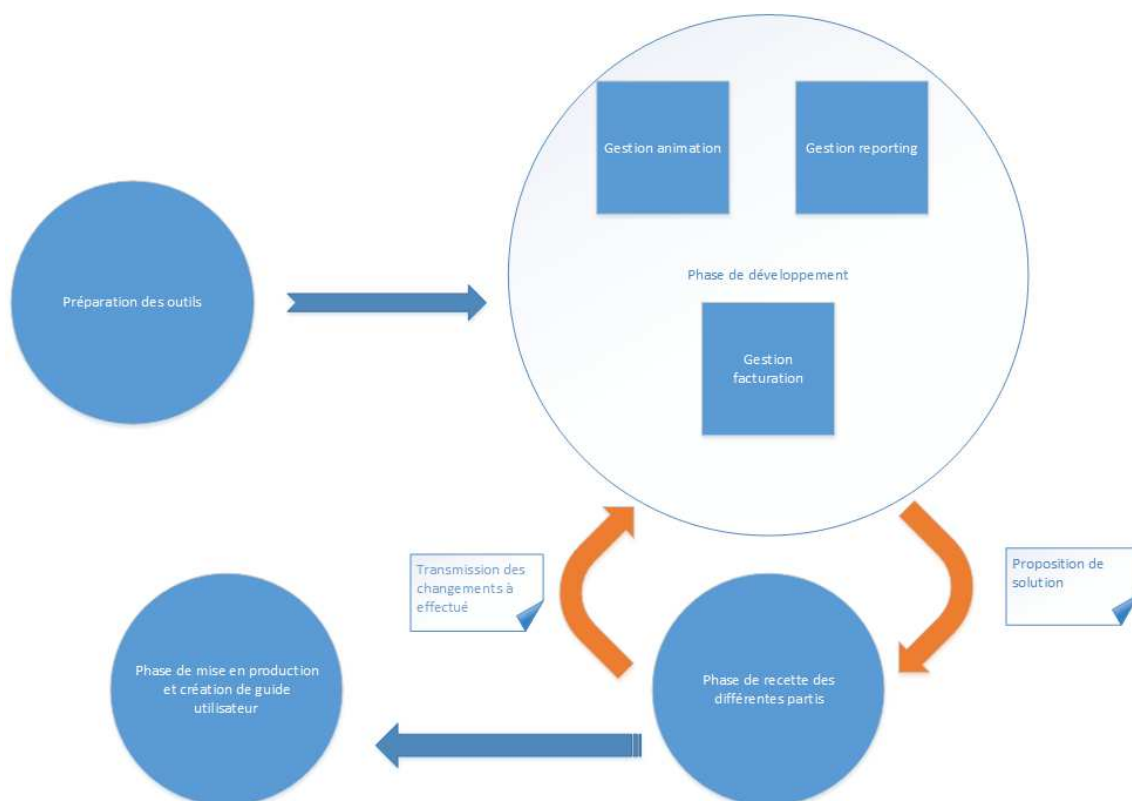 Gestion animation
Gestion reporting
Préparation des outils
Phase de développement
Gestion
facturation
Transmission des
changements à
effectué
Proposition de
solution
Phase de mise en production
et création de guide
utilisateur
Phase de recette des
différentes partis